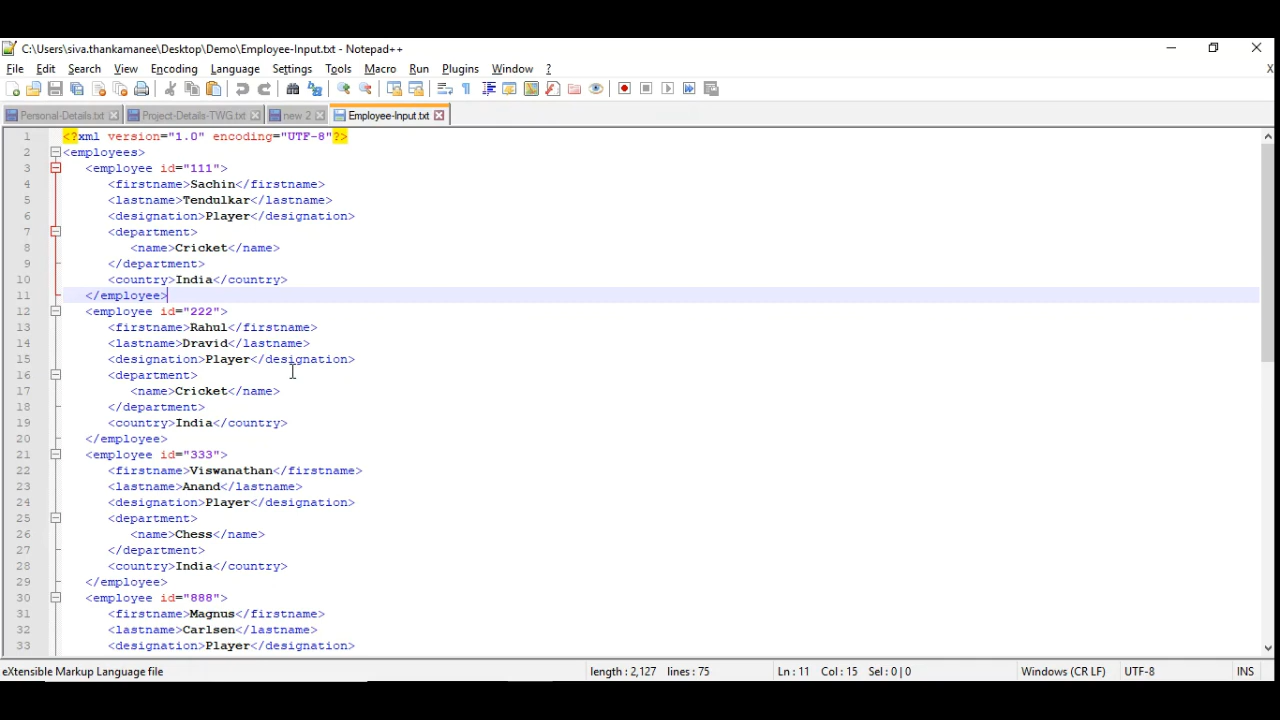 C:\Users\siva.thankamanee\Desktop\Demo\Employee-Input.txt - Notepad++
File Edit Search View Encoding Language Settings Tools Macro Run Plugins Window ? X
Personal-Details.txt Project-Details-TWG.txt new 2 Employee-Input.txt
1 <?xml version="1.0" encoding="UTF-8"?>
2 <employees>
3 <employee id="111">
4 <firstname>Sachin</firstname>
5 <lastname>Tendulkar</lastname>
6 <designation>Player</designation>
7 <department>
8 <name>Cricket</name>
9 </department>
10 <country>India</country>
11 </employee>
12 <employee id="222">
13 <firstname>Rahul</firstname>
14 <lastname>Dravid</lastname>
15 <designation>Player</designation>
16 <department>
17 <name>Cricket</name>
18 </department>
19 <country>India</country>
20 </employee>
21 <employee id="333">
22 <firstname>Viswanathan</firstname>
23 <lastname>Anand</lastname>
24 <designation>Player</designation>
25 <department>
26 <name>Chess</name>
27 </department>
28 <country>India</country>
29 </employee>
30 <employee id="888">
31 <firstname>Magnus</firstname>
32 <lastname>Carlsen</lastname>
33 <designation>Player</designation>
eXtensible Markup Language file length : 2,127 lines : 75 Ln : 11 Col : 15 Sel : 0 | 0 Windows (CR LF) UTF-8 INS